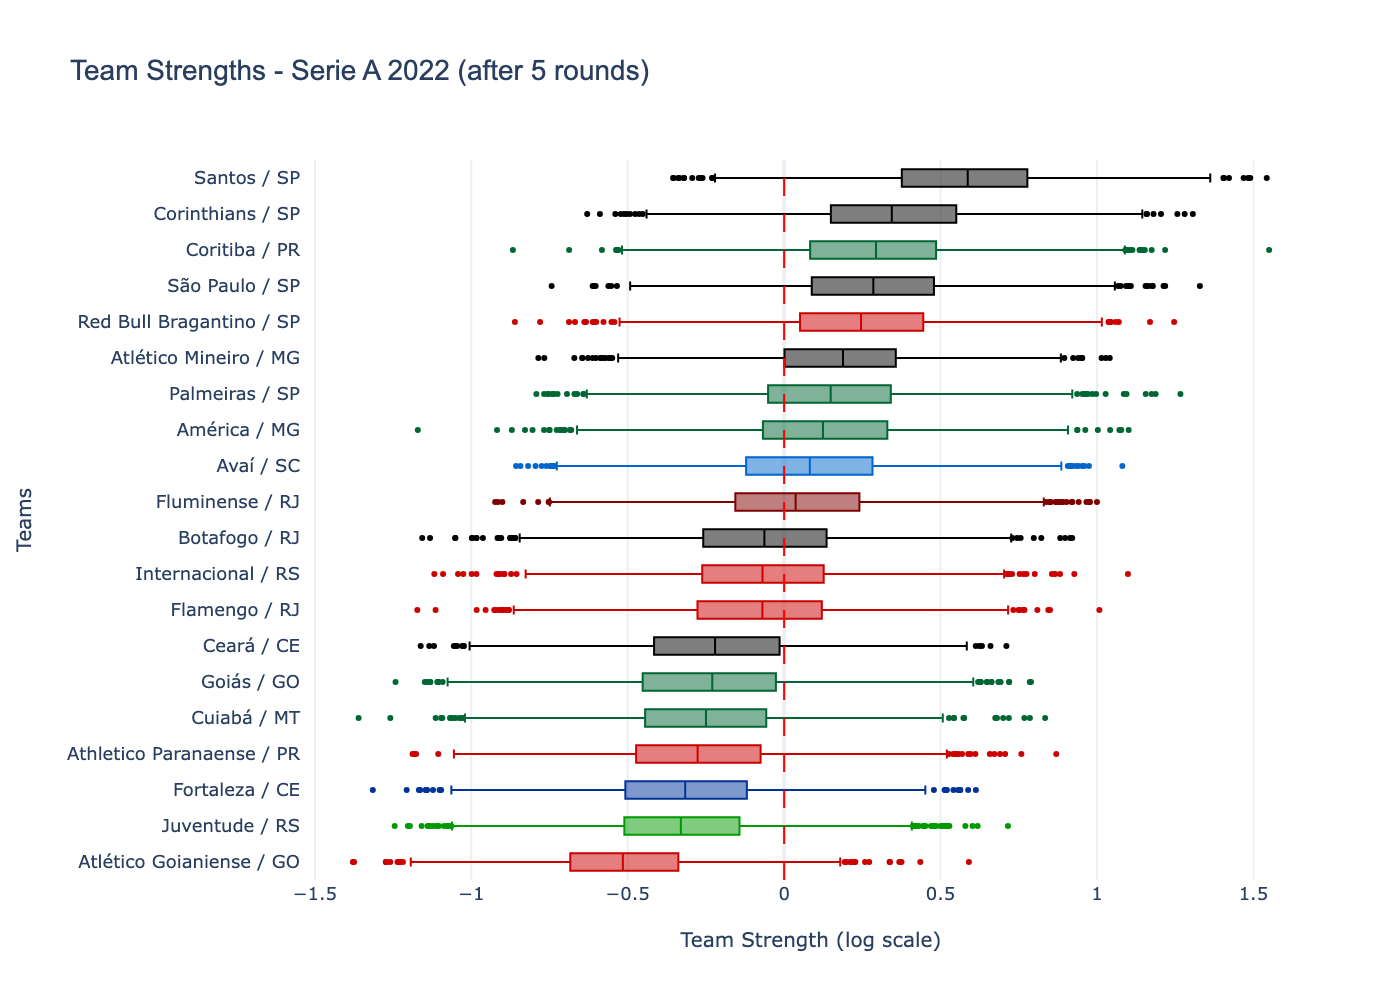 Team Strengths - Serie A 2022 (after 5 rounds)
Santos / SP
Corinthians / SP
Coritiba / PR
São Paulo / SP
Red Bull Bragantino / SP
Atlético Mineiro / MG
Palmeiras / SP
América / MG
Avaí / SC
Fluminense / RJ
Botafogo / RJ
Internacional / RS
Flamengo / RJ
Ceará / CE
Goiás / GO
Cuiabá / MT
Athletico Paranaense / PR
Fortaleza / CE
Juventude / RS
Atlético Goianiense / GO
Teams
−1.5 −1 −0.5 0 0.5 1 1.5
Team Strength (log scale)